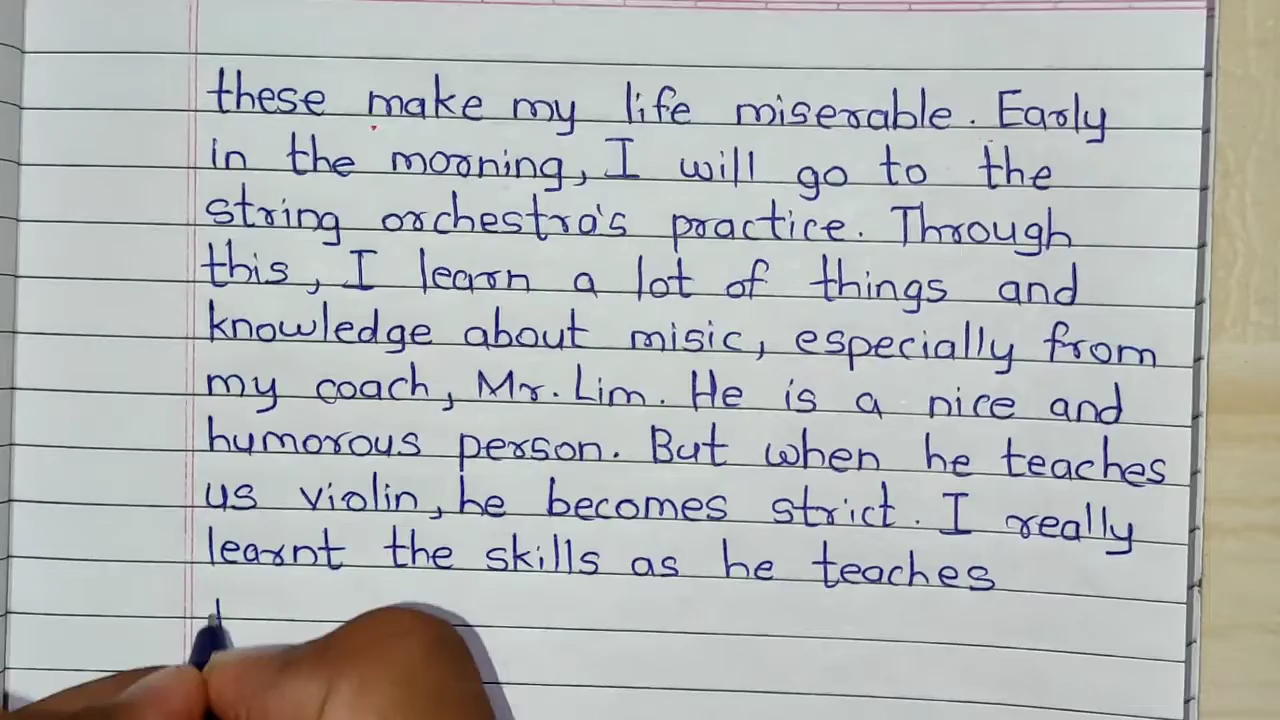 these make my life miserable. Early
in the morning, I will go to the
string orchestra's practice. Through
this, I learn a lot of things and
knowledge about misic, especially from
my coach, Mr. Lim. He is a nice and
humorous person. But when he teaches
us violin, he becomes strict. I really
learnt the skills as he teaches